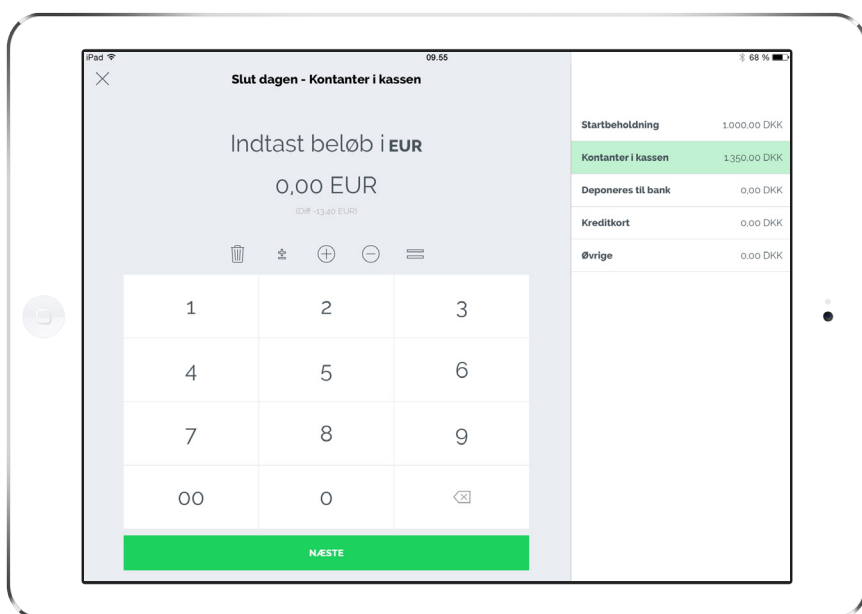 iPad 09.55 68 %
Slut dagen - Kontanter i kassen
Indtast beløb i EUR
0,00 EUR
(Diff -13,40 EUR)
1 2 3
4 5 6
7 8 9
00 0
NÆSTE
Startbeholdning 1.000,00 DKK
Kontanter i kassen 1.350,00 DKK
Deponeres til bank 0,00 DKK
Kreditkort 0,00 DKK
Øvrige 0,00 DKK